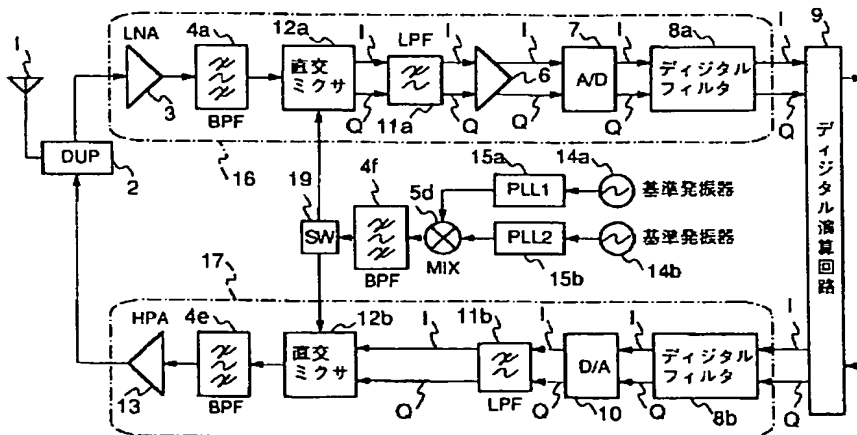 1
DUP
2
LNA
3
4a
BPF
12a
直交
ミクサ
I
Q
LPF
11a
I
Q
6
I
Q
7
A/D
I
Q
8a
ディジタル
フィルタ
I
Q
9
ディジタル演算回路
16
19
SW
4f
BPF
5d
MIX
15a
PLL1
14a
基準発振器
PLL2
15b
基準発振器
14b
17
HPA
13
4e
BPF
12b
直交
ミクサ
I
Q
11b
LPF
I
Q
D/A
10
I
Q
ディジタル
フィルタ
8b
I
Q